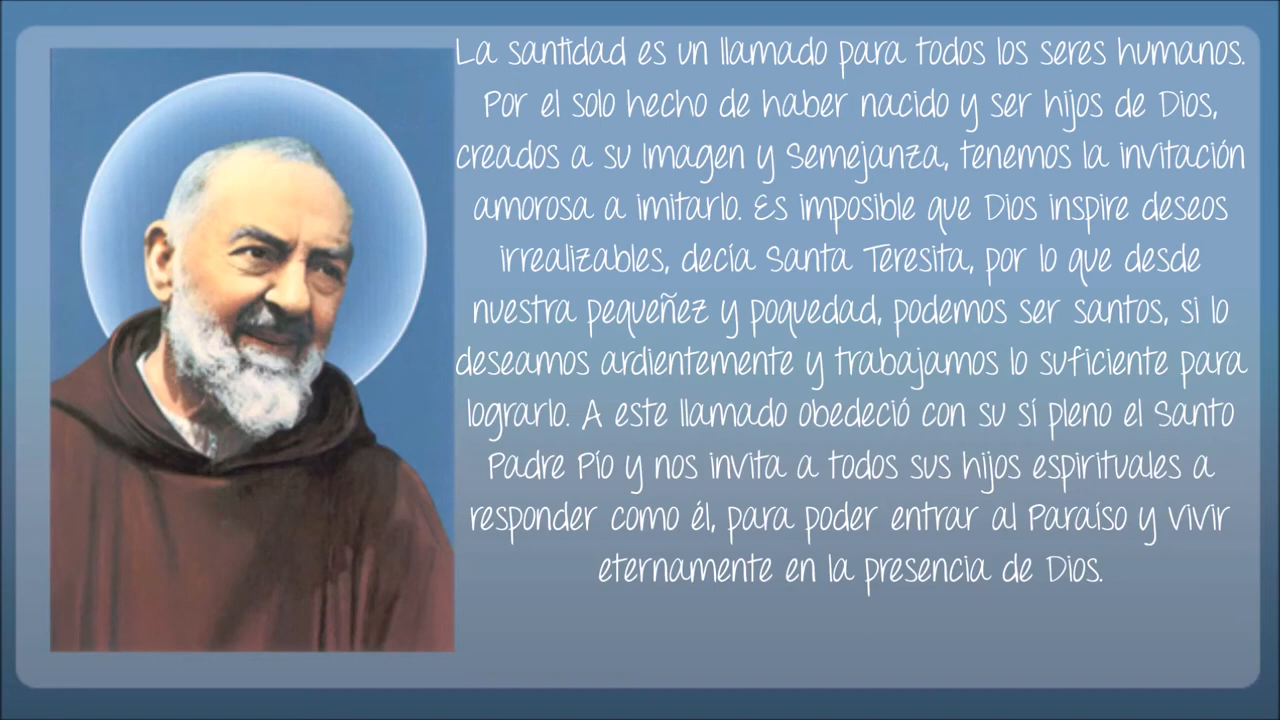 La santidad es un llamado para todos los seres humanos.
Por el solo hecho de haber nacido y ser hijos de Dios,
creados a su Imagen y Semejanza, tenemos la invitación
amorosa a imitarlo. Es imposible que Dios inspire deseos
irrealizables, decía Santa Teresita, por lo que desde
nuestra pequeñez y poquedad, podemos ser santos, si lo
deseamos ardientemente y trabajamos lo suficiente para
lograrlo. A este llamado obedeció con su sí pleno el Santo
Padre Pío y nos invita a todos sus hijos espirituales a
responder como él, para poder entrar al Paraíso y vivir
eternamente en la presencia de Dios.